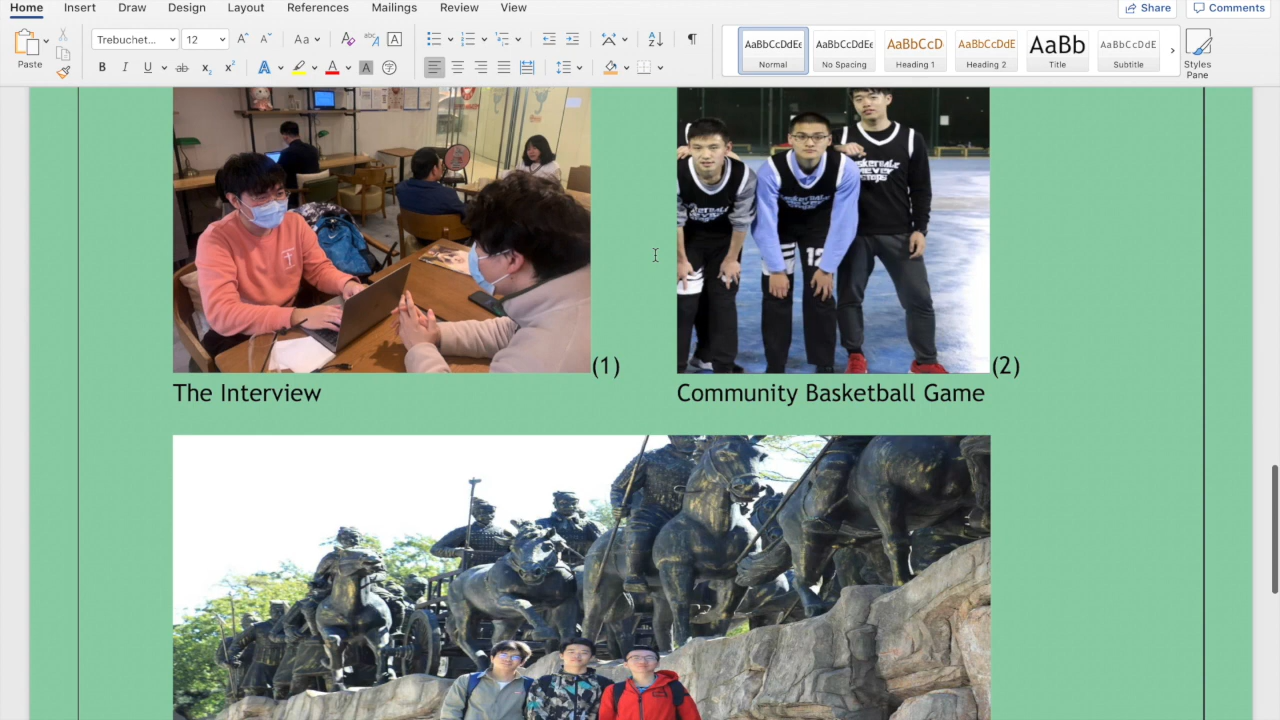 Home Insert Draw Design Layout References Mailings Review View Share Comments
Paste
Trebuchet... 12
AaBbCcDdEe AaBbCcDdEe AaBbCcD AaBbCcDdE AaBb AaBbCcDdE
Normal No Spacing Heading 1 Heading 2 Title Subtitle
Styles
Pane
(1) (2)
The Interview Community Basketball Game
12